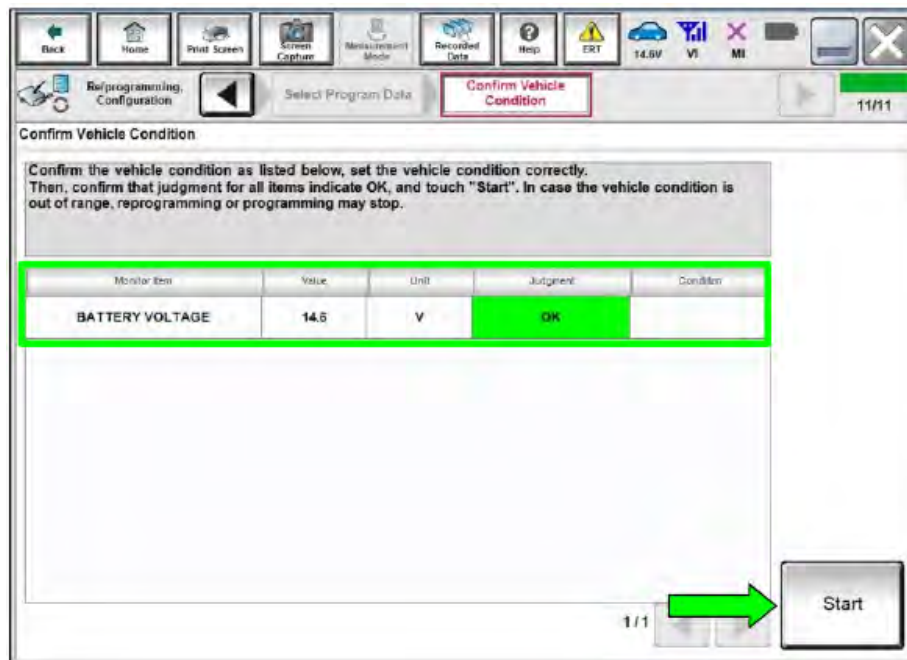 Back
Home
Print Screen
Screen
Capture
Measurement
Mode
Recorded
Data
Help
ERT
14.6V
VI
MI
Re/programming,
Configuration
Select Program Data
Confirm Vehicle
Condition
11/11
Confirm Vehicle Condition
Confirm the vehicle condition as listed below, set the vehicle condition correctly.
Then, confirm that judgment for all items indicate OK, and touch "Start". In case the vehicle condition is
out of range, reprogramming or programming may stop.
Monitor Item Value Unit Judgment Condition
BATTERY VOLTAGE 14.6 V OK
1/1
Start